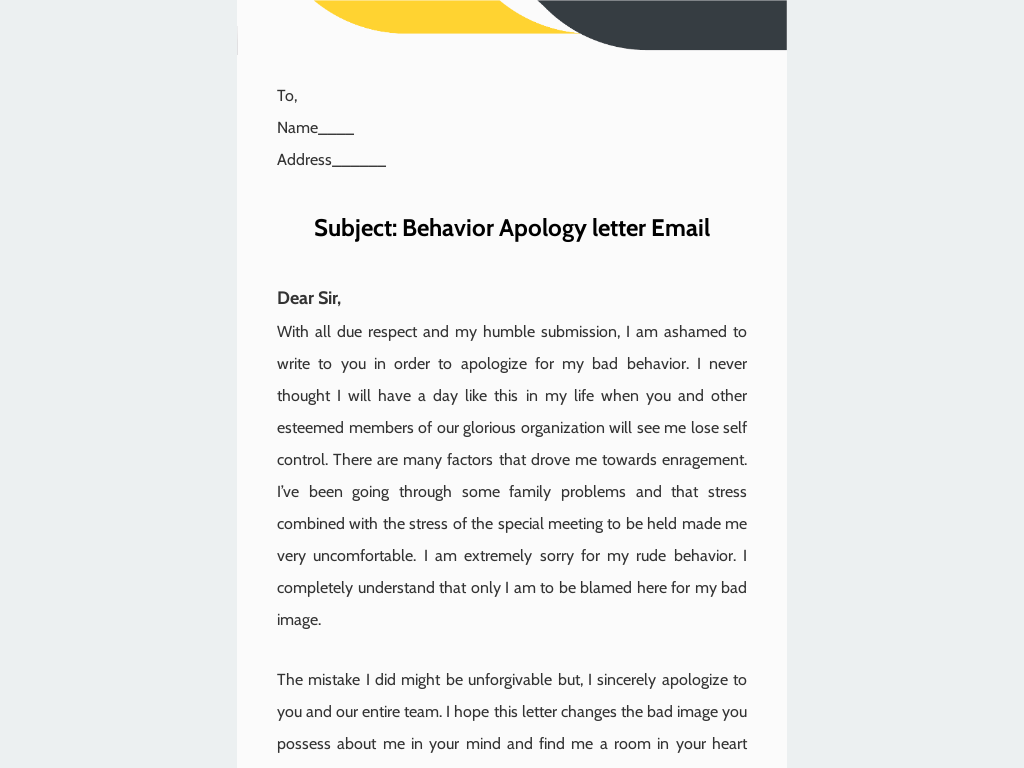 To,
Name____
Address______
Subject: Behavior Apology letter Email
Dear Sir,
With all due respect and my humble submission, I am ashamed to
write to you in order to apologize for my bad behavior. I never
thought I will have a day like this in my life when you and other
esteemed members of our glorious organization will see me lose self
control. There are many factors that drove me towards enragement.
I've been going through some family problems and that stress
combined with the stress of the special meeting to be held made me
very uncomfortable. I am extremely sorry for my rude behavior. I
completely understand that only I am to be blamed here for my bad
image.
The mistake I did might be unforgivable but, I sincerely apologize to
you and our entire team. I hope this letter changes the bad image you
possess about me in your mind and find me a room in your heart